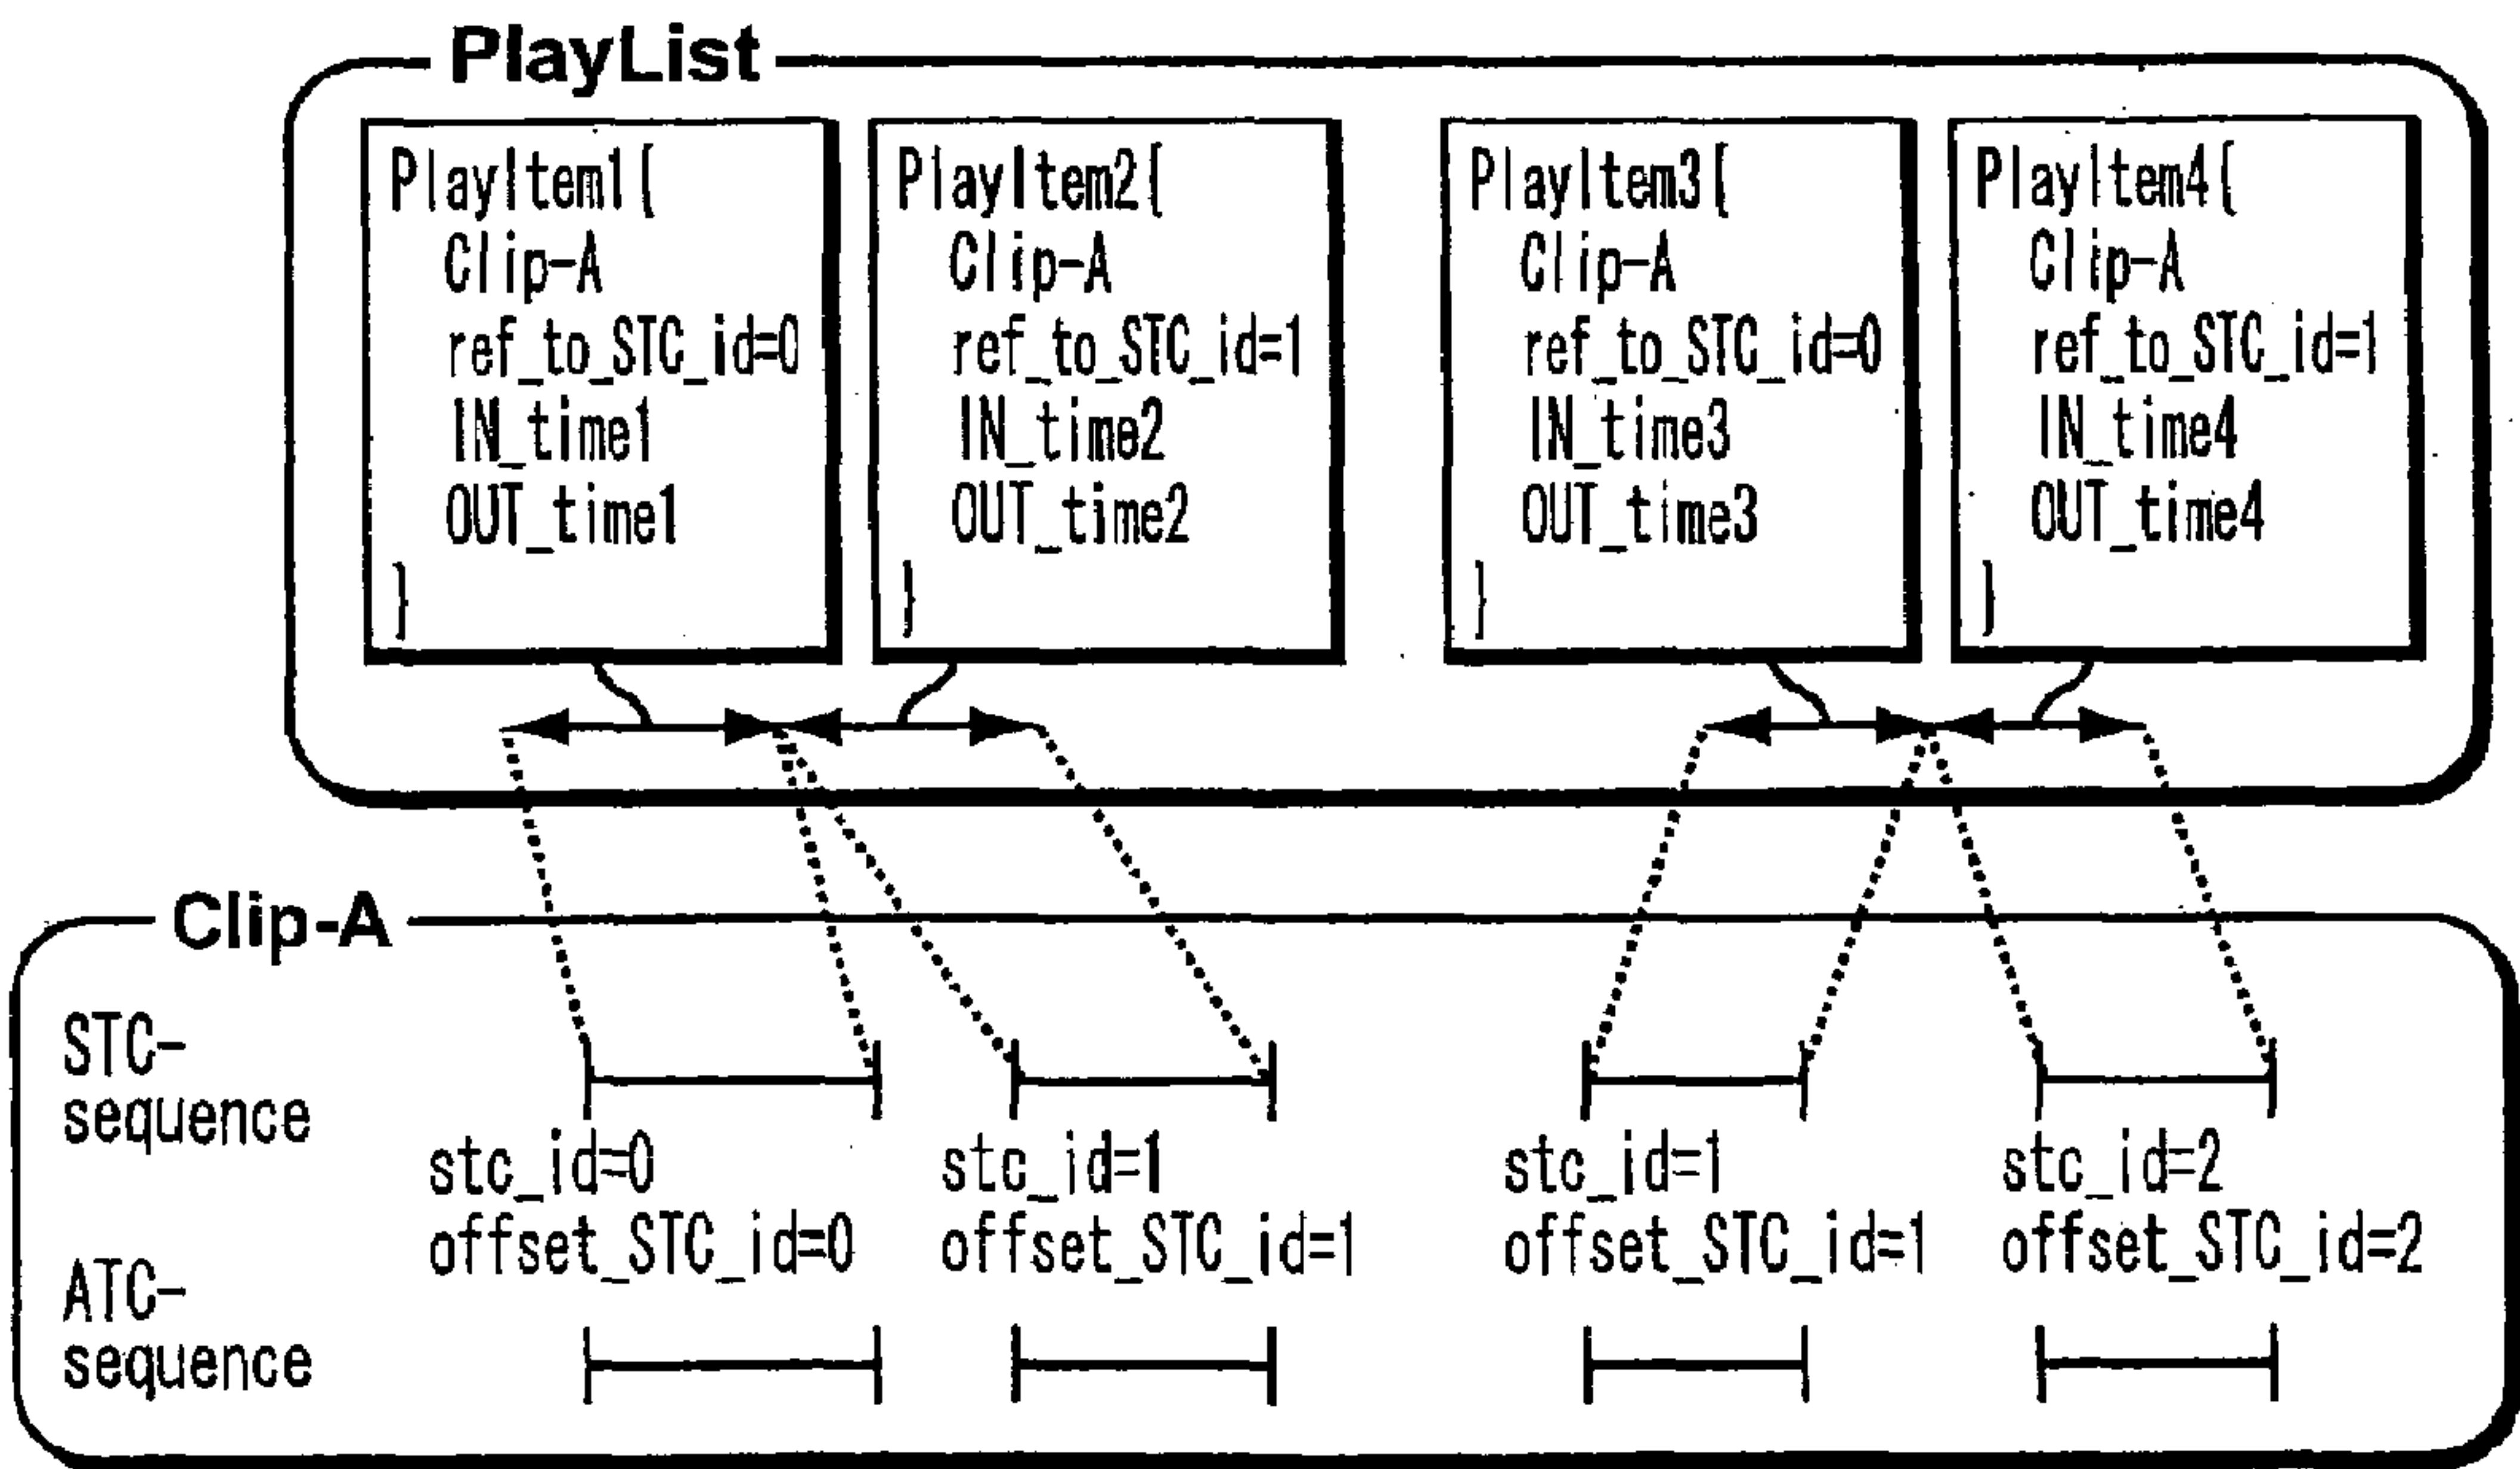 PlayList
PlayItem1{
Clip-A
ref_to_STC_id=0
IN_time1
OUT_time1
}
PlayItem2{
Clip-A
ref_to_STC_id=1
IN_time2
OUT_time2
}
PlayItem3{
Clip-A
ref_to_STC_id=0
IN_time3
OUT_time3
}
PlayItem4{
Clip-A
ref_to_STC_id=1
IN_time4
OUT_time4
}
Clip-A
STC-
sequence
stc_id=0
offset_STC_id=0
stc_id=1
offset_STC_id=1
stc_id=1
offset_STC_id=1
stc_id=2
offset_STC_id=2
ATC-
sequence